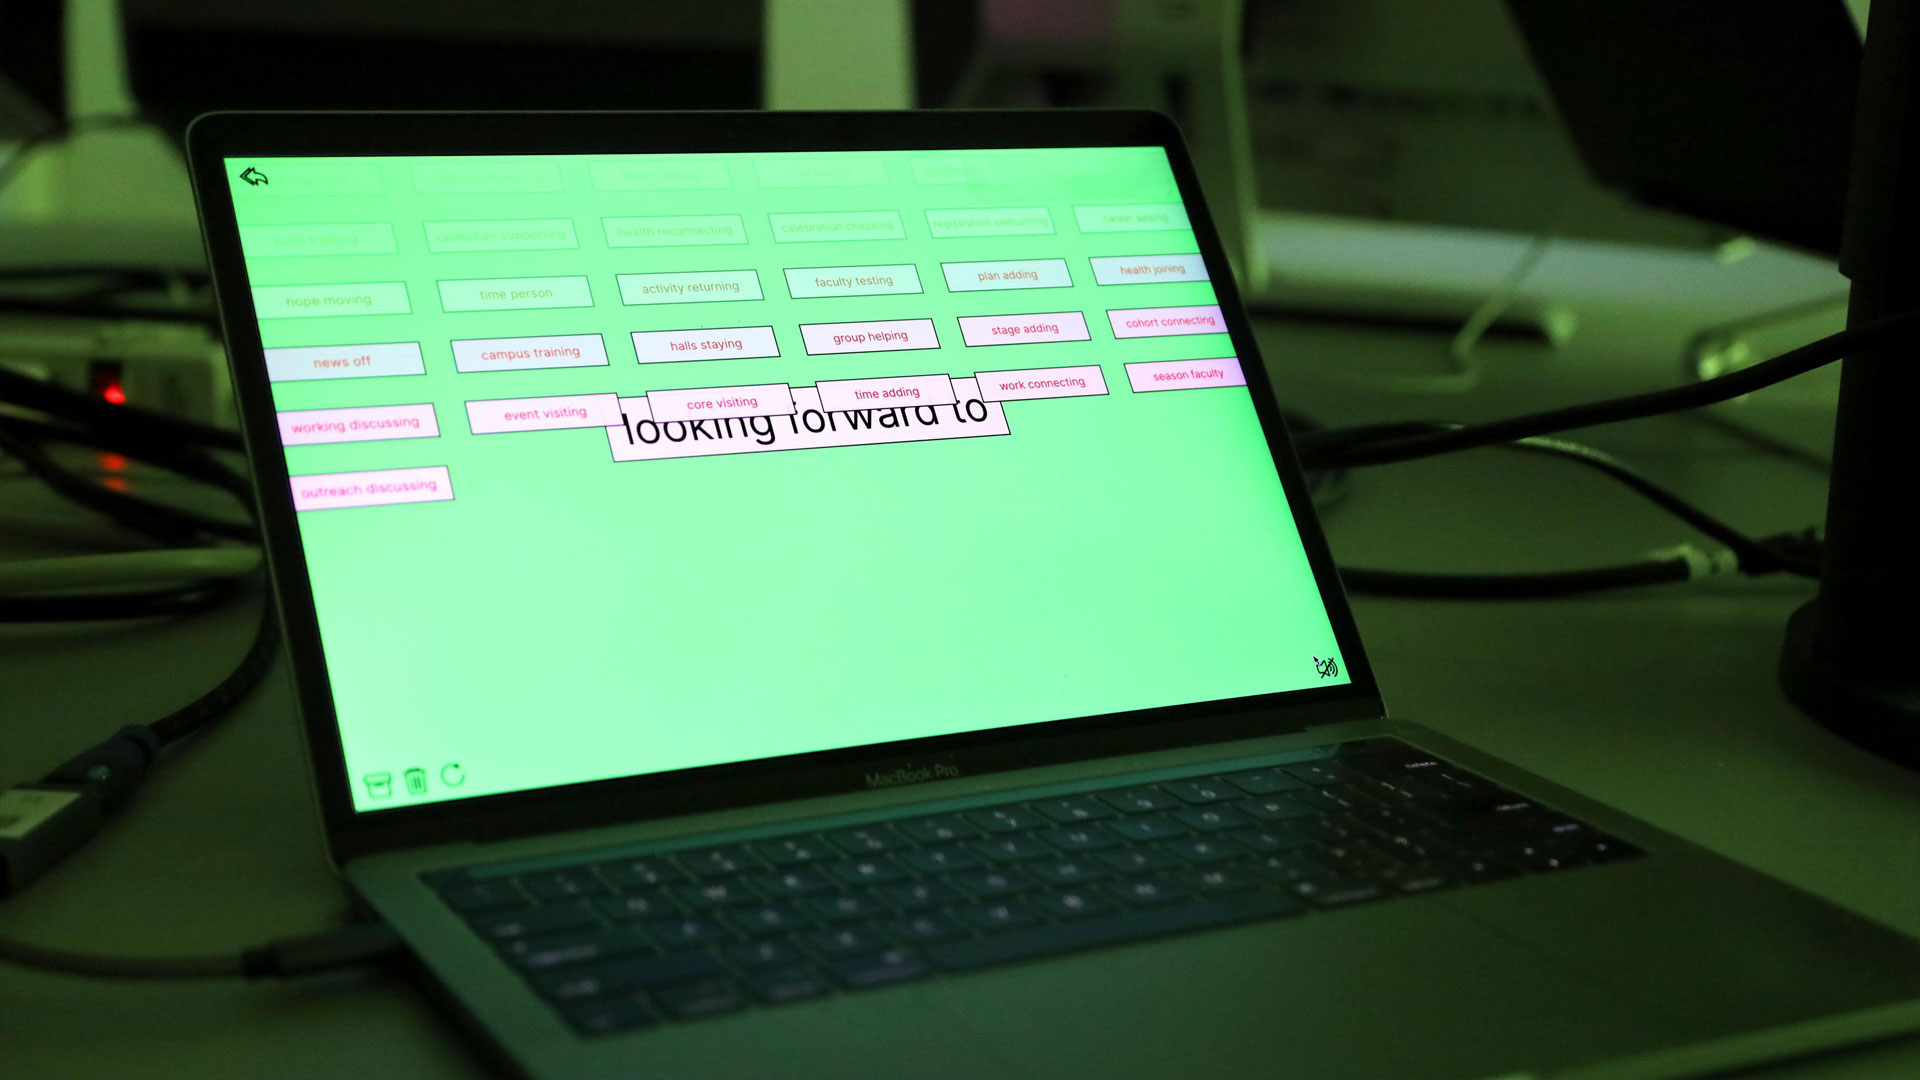 collection supporting health reconnecting celebration checking registration welcoming career seeing
hope moving time person activity returning faculty testing plan adding health joining
news off campus training halls staying group helping stage adding cohort connecting
working discussing event visiting core visiting time adding work connecting season faculty
looking forward to
outreach discussing
MacBook Pro